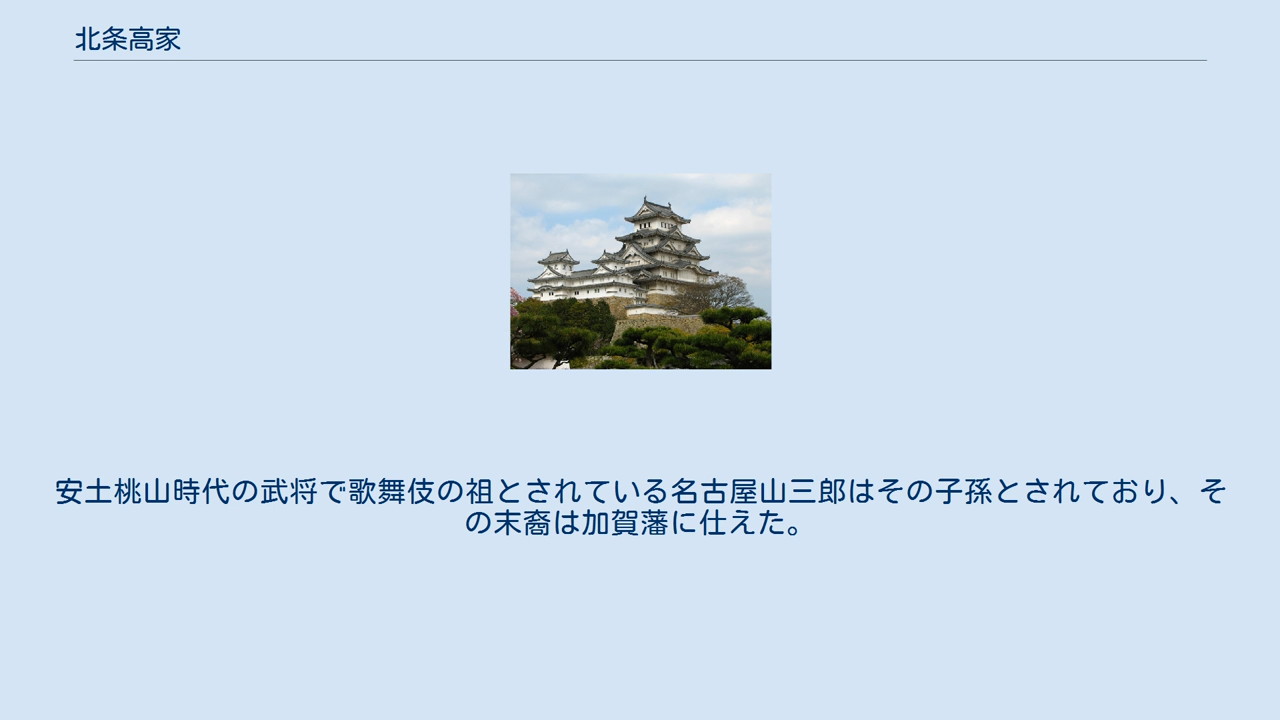 北条高家
安土桃山時代の武将で歌舞伎の祖とされている名古屋山三郎はその子孫とされており、そ
の末裔は加賀藩に仕えた。